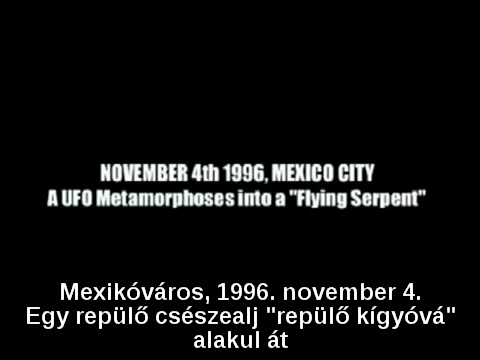 NOVEMBER 4th 1996, MEXICO CITY
A UFO Metamorphoses into a "Flying Serpent"
Mexikóváros, 1996. november 4.
Egy repülő csészealj "repülő kígyóvá"
alakul át